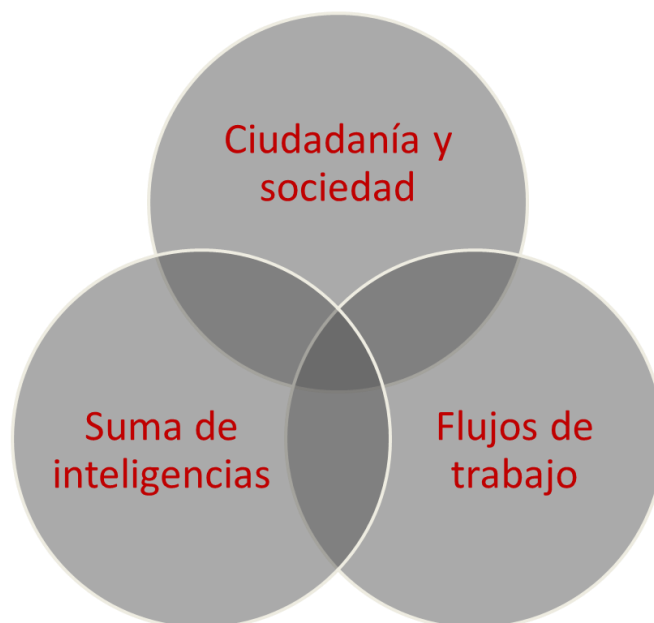 Ciudadanía y
sociedad
Suma de
inteligencias
Flujos de
trabajo